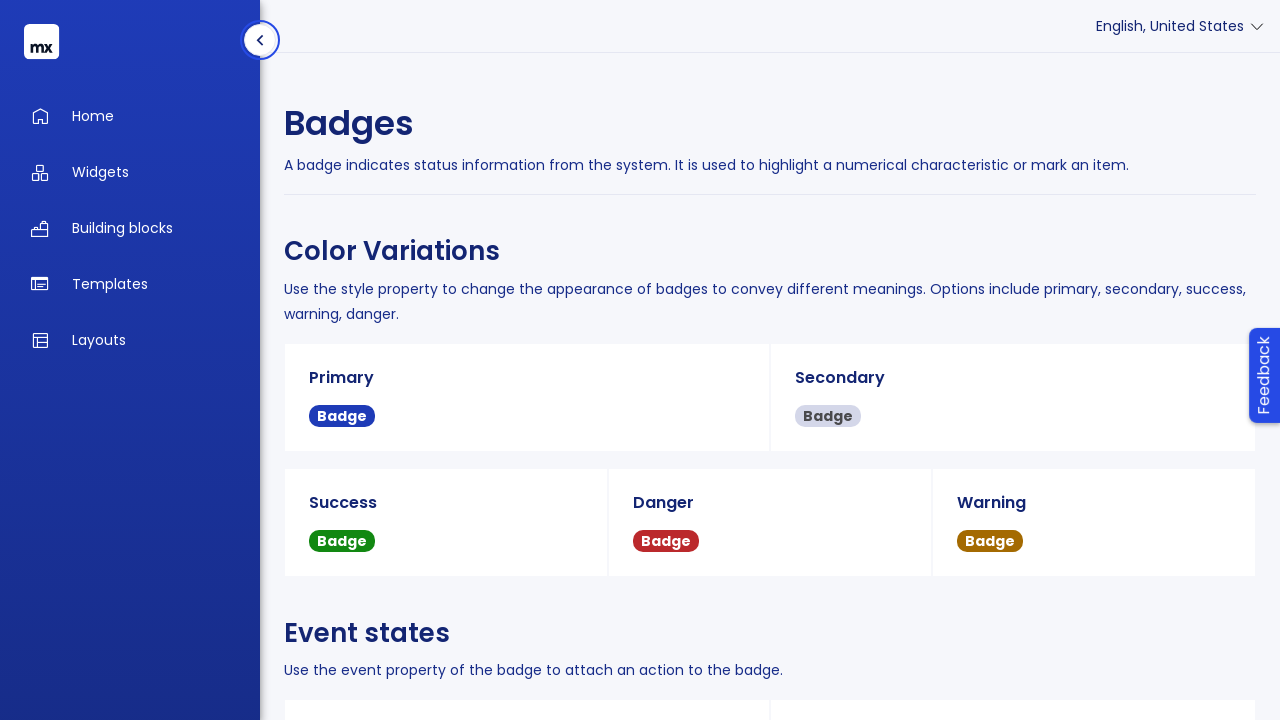 mx
English, United States
Home
Widgets
Building blocks
Templates
Layouts
Badges
A badge indicates status information from the system. It is used to highlight a numerical characteristic or mark an item.
Color Variations
Use the style property to change the appearance of badges to convey different meanings. Options include primary, secondary, success,
warning, danger.
Primary
Badge
Secondary
Badge
Success
Badge
Danger
Badge
Warning
Badge
Event states
Use the event property of the badge to attach an action to the badge.
Feedback